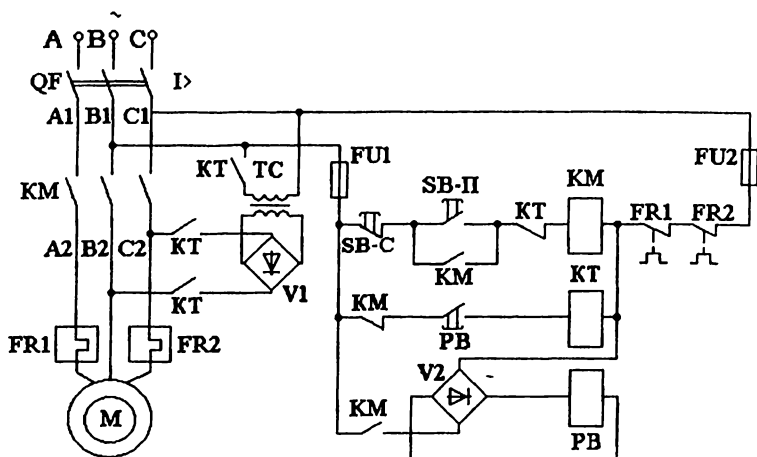 ~
A B C
QF I>
A1 B1 C1
KT TC FU1 FU2
SB-П KM
KM KT FR1 FR2
SB-C
A2 B2 C2 KT KM
V1 KT
KT KM
FR1 FR2 PB
V2 ~
M KM PB